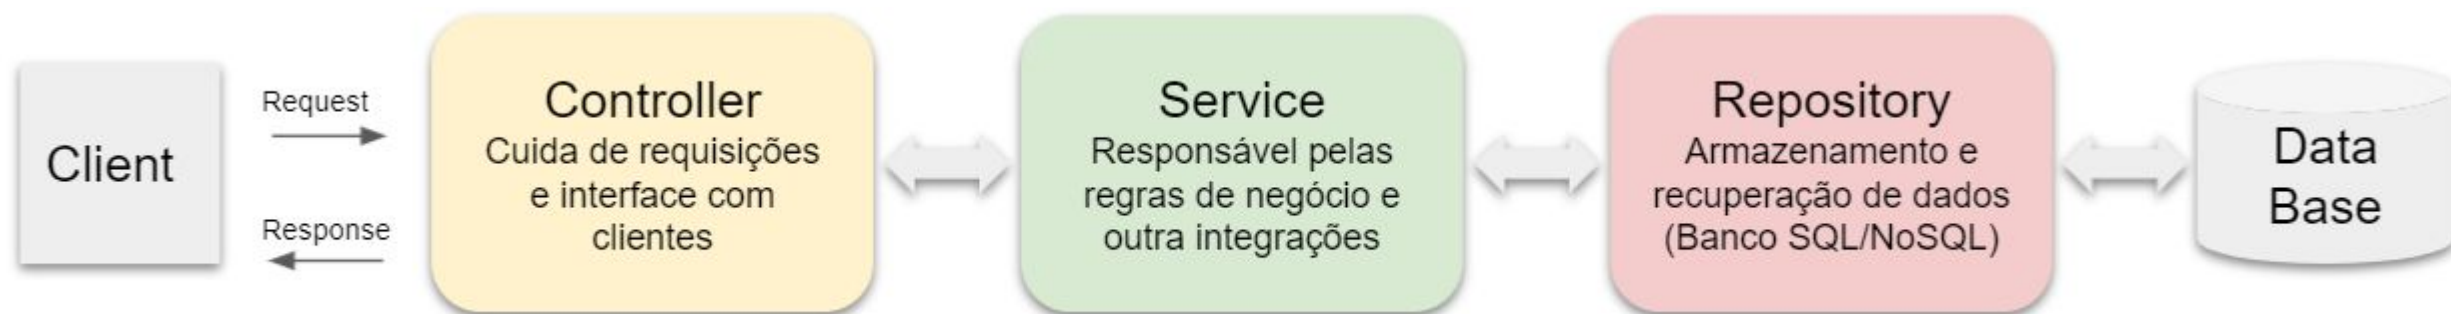 Client
Request
Response
Controller
Cuida de requisições
e interface com
clientes
Service
Responsável pelas
regras de negócio e
outra integrações
Repository
Armazenamento e
recuperação de dados
(Banco SQL/NoSQL)
Data
Base